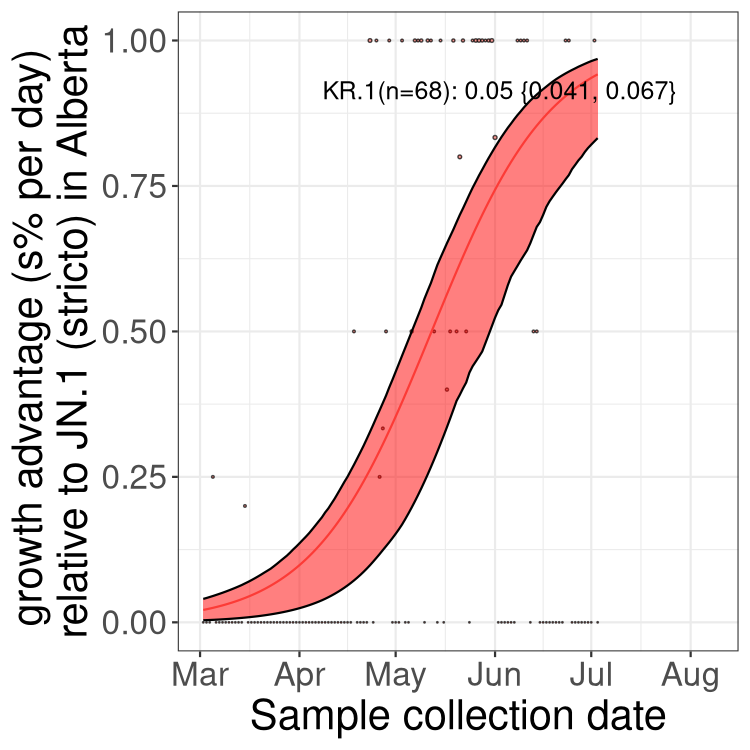 growth advantage (s% per day)
relative to JN.1 (stricto) in Alberta
1.00
0.75
0.50
0.25
0.00
KR.1(n=68): 0.05 {0.041, 0.067}
Mar Apr May Jun Jul Aug
Sample collection date